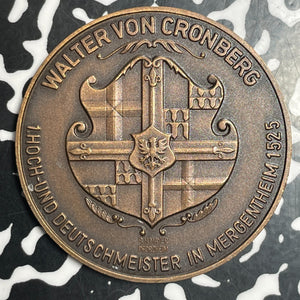 WALTER VON CRONBERG
1. HOCH- UND DEUTSCHMEISTER IN MERGENTHEIM 1525